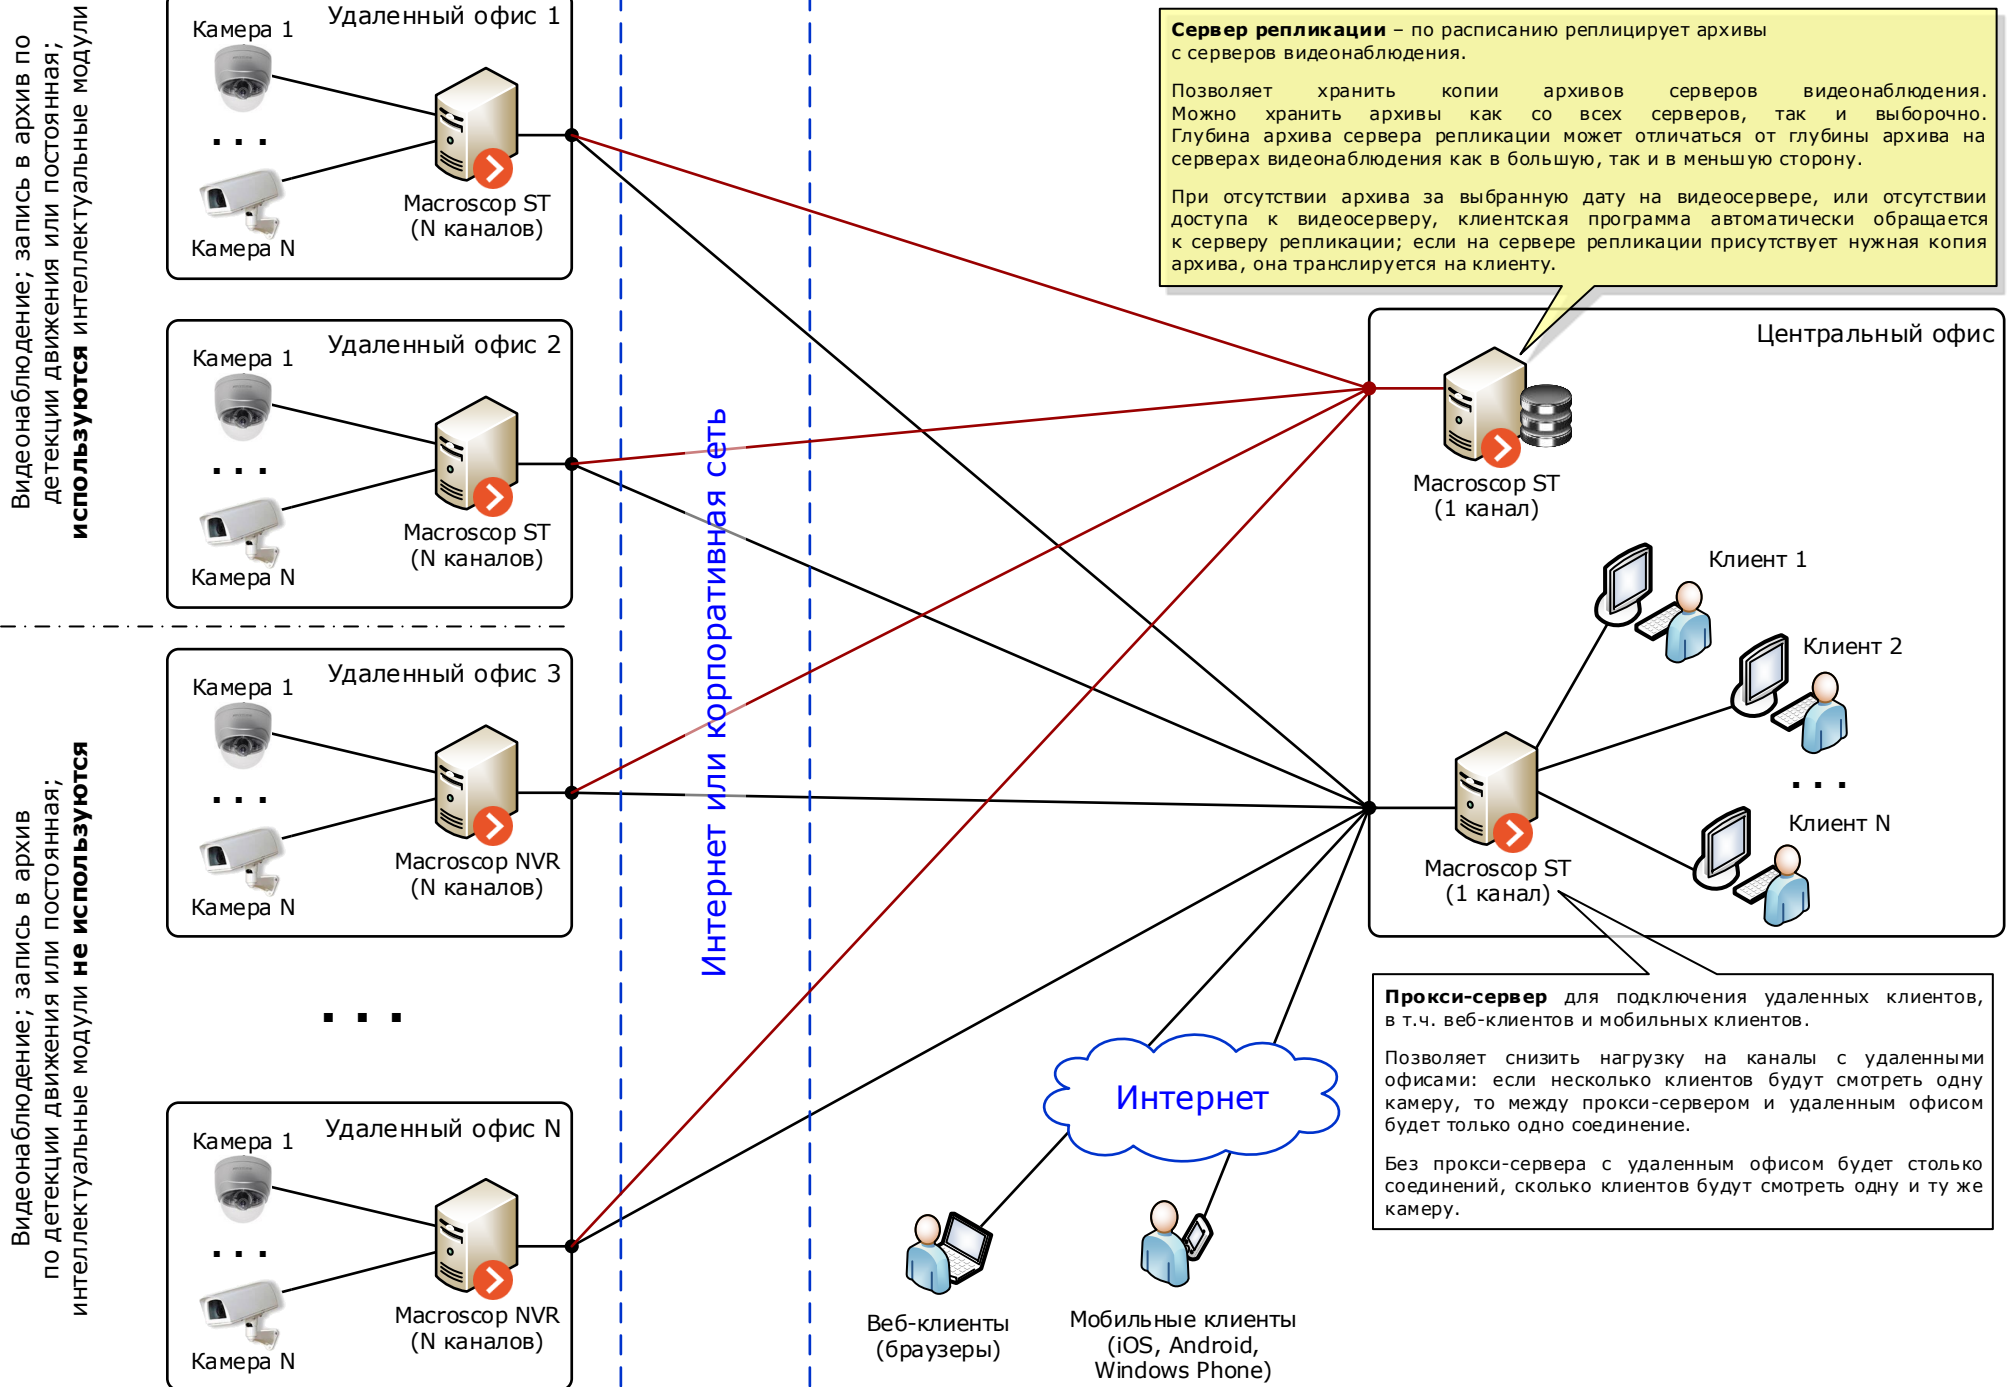 Видеонаблюдение; запись в архив по
детекции движения или постоянная;
используются интеллектуальные модули
Удаленный офис 1
Камера 1
. . .
Камера N
Macroscop ST
(N каналов)
Удаленный офис 2
Камера 1
. . .
Камера N
Macroscop ST
(N каналов)
Видеонаблюдение; запись в архив
по детекции движения или постоянная;
интеллектуальные модули не используются
Удаленный офис 3
Камера 1
. . .
Камера N
Macroscop NVR
(N каналов)
. . .
Удаленный офис N
Камера 1
. . .
Камера N
Macroscop NVR
(N каналов)
Интернет или корпоративная сеть
Сервер репликации – по расписанию реплицирует архивы
с серверов видеонаблюдения.
Позволяет хранить копии архивов серверов видеонаблюдения.
Можно хранить архивы как со всех серверов, так и выборочно.
Глубина архива сервера репликации может отличаться от глубины архива на
серверах видеонаблюдения как в большую, так и в меньшую сторону.
При отсутствии архива за выбранную дату на видеосервере, или отсутствии
доступа к видеосерверу, клиентская программа автоматически обращается
к серверу репликации; если на сервере репликации присутствует нужная копия
архива, она транслируется на клиенту.
Центральный офис
Macroscop ST
(1 канал)
Клиент 1
Клиент 2
. . .
Клиент N
Macroscop ST
(1 канал)
Прокси-сервер для подключения удаленных клиентов,
в т.ч. веб-клиентов и мобильных клиентов.
Позволяет снизить нагрузку на каналы с удаленными
офисами: если несколько клиентов будут смотреть одну
камеру, то между прокси-сервером и удаленным офисом
будет только одно соединение.
Без прокси-сервера с удаленным офисом будет столько
соединений, сколько клиентов будут смотреть одну и ту же
камеру.
Интернет
Веб-клиенты
(браузеры)
Мобильные клиенты
(iOS, Android,
Windows Phone)